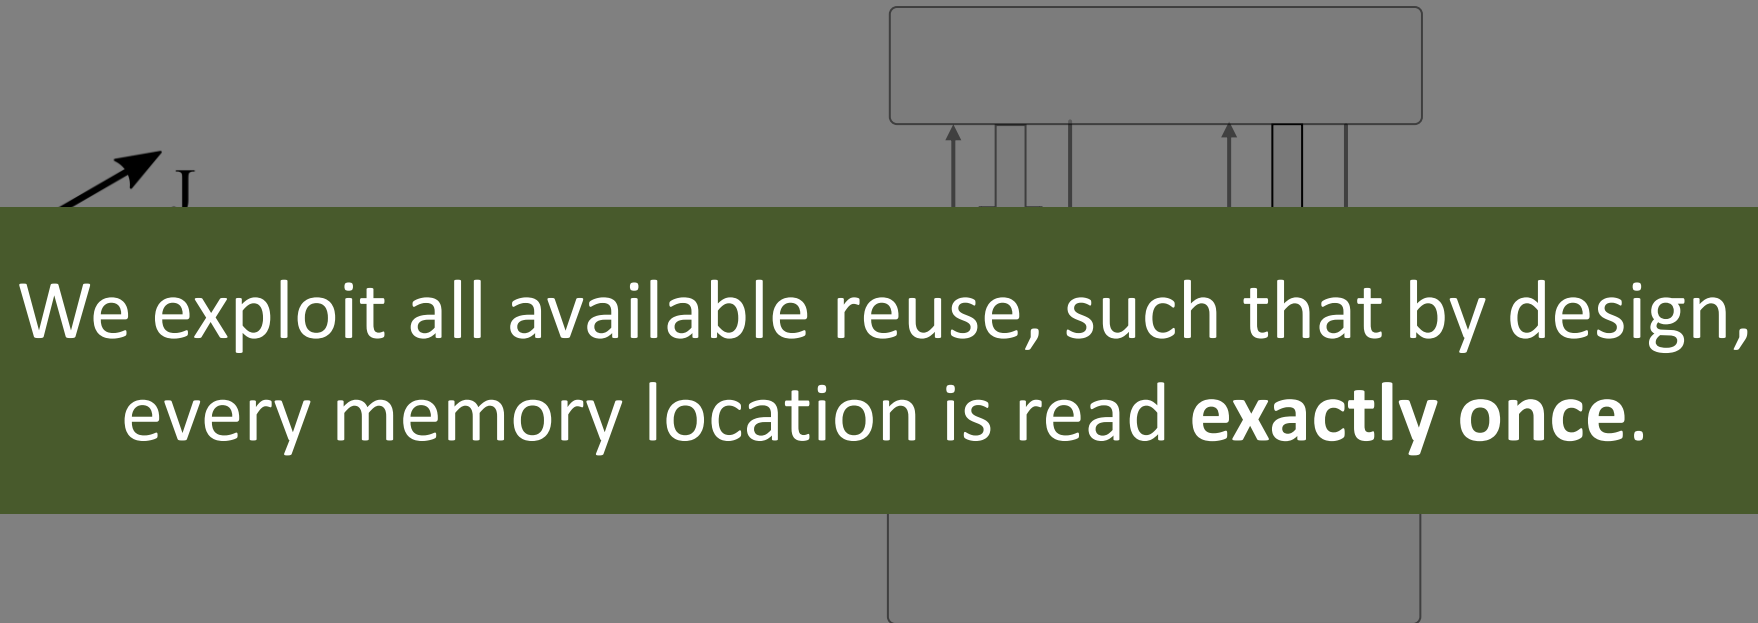 J
We exploit all available reuse, such that by design,
every memory location is read exactly once.